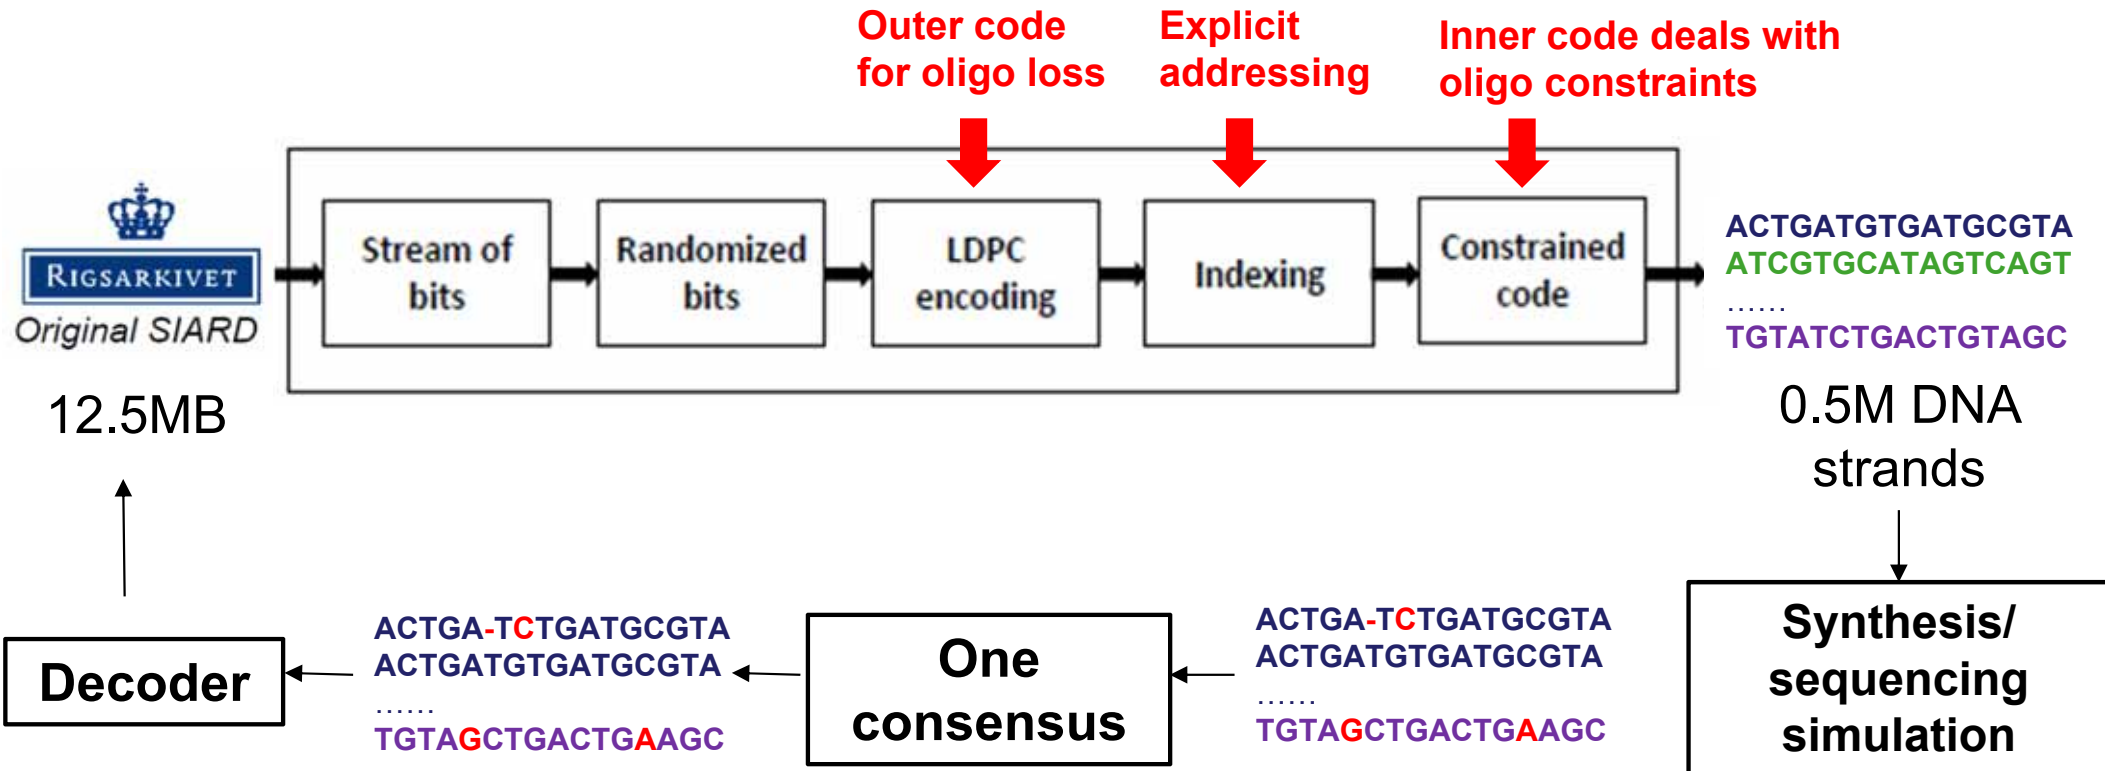 Outer code
for oligo loss
Explicit
addressing
Inner code deals with
oligo constraints
RIGSARKIVET
Original SIARD
12.5MB
Stream of
bits
Randomized
bits
LDPC
encoding
Indexing
Constrained
code
ACTGATGTGATGCGTA
ATCGTGCATAGTCAGT
......
TGTATCTGACTGTAGC
0.5M DNA
strands
Synthesis/
sequencing
simulation
ACTGA-TCTGATGCGTA
ACTGATGTGATGCGTA
......
TGTAGCTGACTGAAGC
One
consensus
ACTGA-TCTGATGCGTA
ACTGATGTGATGCGTA
......
TGTAGCTGACTGAAGC
Decoder